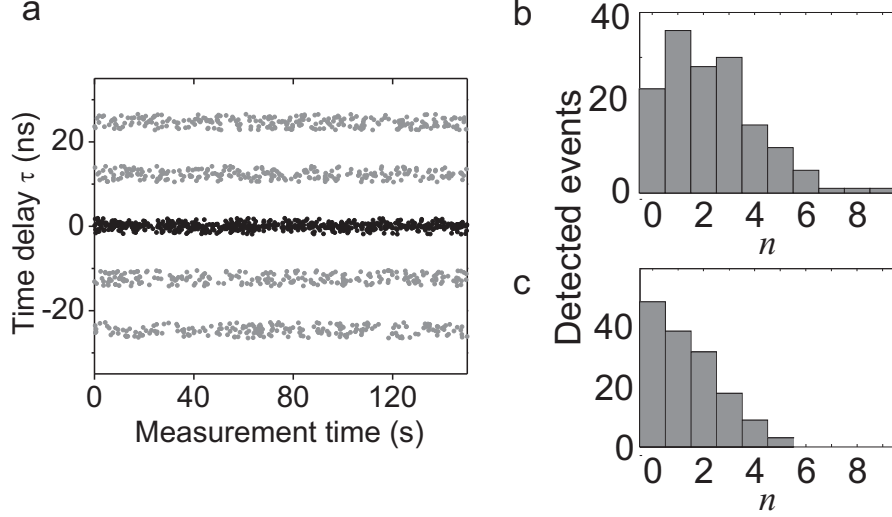 a
Time delay τ (ns)
20
0
-20
0 40 80 120
Measurement time (s)
Detected events
b
40
20
0
0 2 4 6 8
n
c
40
20
0
0 2 4 6 8
n